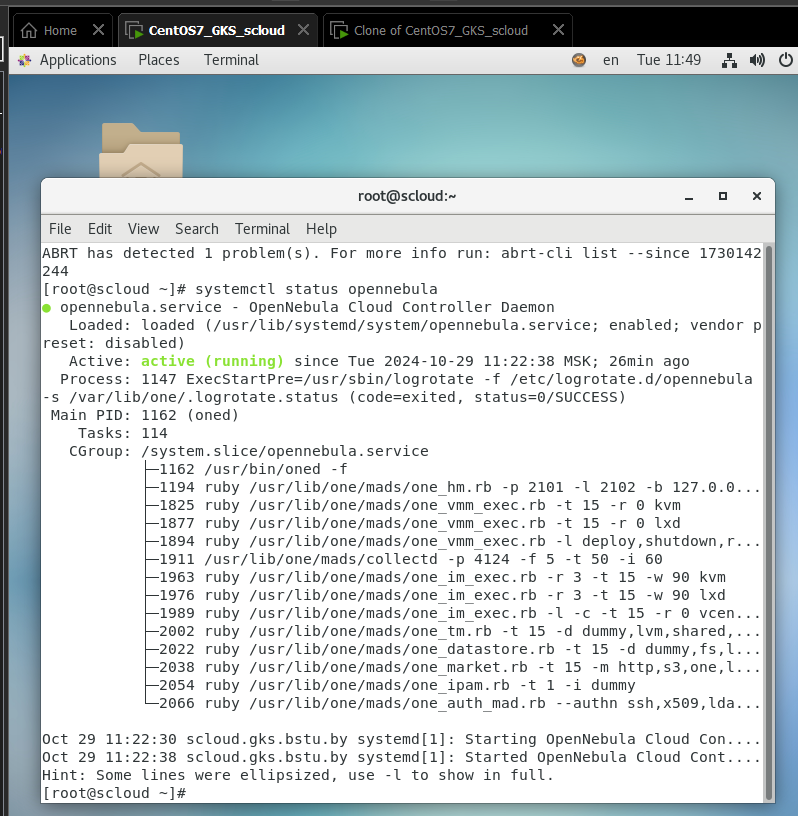 Home
CentOS7_GKS_scloud
Clone of CentOS7_GKS_scloud
Applications Places Terminal en Tue 11:49
root@scloud:~
File Edit View Search Terminal Help
ABRT has detected 1 problem(s). For more info run: abrt-cli list --since 1730142
244
[root@scloud ~]# systemctl status opennebula
● opennebula.service - OpenNebula Cloud Controller Daemon
   Loaded: loaded (/usr/lib/systemd/system/opennebula.service; enabled; vendor p
reset: disabled)
   Active: active (running) since Tue 2024-10-29 11:22:38 MSK; 26min ago
  Process: 1147 ExecStartPre=/usr/sbin/logrotate -f /etc/logrotate.d/opennebula
-s /var/lib/one/.logrotate.status (code=exited, status=0/SUCCESS)
 Main PID: 1162 (oned)
    Tasks: 114
   CGroup: /system.slice/opennebula.service
           ├─1162 /usr/bin/oned -f
           ├─1194 ruby /usr/lib/one/mads/one_hm.rb -p 2101 -l 2102 -b 127.0.0...
           ├─1825 ruby /usr/lib/one/mads/one_vmm_exec.rb -t 15 -r 0 kvm
           ├─1877 ruby /usr/lib/one/mads/one_vmm_exec.rb -t 15 -r 0 lxd
           ├─1894 ruby /usr/lib/one/mads/one_vmm_exec.rb -l deploy,shutdown,r...
           ├─1911 /usr/lib/one/mads/collectd -p 4124 -f 5 -t 50 -i 60
           ├─1963 ruby /usr/lib/one/mads/one_im_exec.rb -r 3 -t 15 -w 90 kvm
           ├─1976 ruby /usr/lib/one/mads/one_im_exec.rb -r 3 -t 15 -w 90 lxd
           ├─1989 ruby /usr/lib/one/mads/one_im_exec.rb -l -c -t 15 -r 0 vcen...
           ├─2002 ruby /usr/lib/one/mads/one_tm.rb -t 15 -d dummy,lvm,shared,...
           ├─2022 ruby /usr/lib/one/mads/one_datastore.rb -t 15 -d dummy,fs,l...
           ├─2038 ruby /usr/lib/one/mads/one_market.rb -t 15 -m http,s3,one,l...
           ├─2054 ruby /usr/lib/one/mads/one_ipam.rb -t 1 -i dummy
           └─2066 ruby /usr/lib/one/mads/one_auth_mad.rb --authn ssh,x509,lda...
Oct 29 11:22:30 scloud.gks.bstu.by systemd[1]: Starting OpenNebula Cloud Con....
Oct 29 11:22:38 scloud.gks.bstu.by systemd[1]: Started OpenNebula Cloud Cont....
Hint: Some lines were ellipsized, use -l to show in full.
[root@scloud ~]#